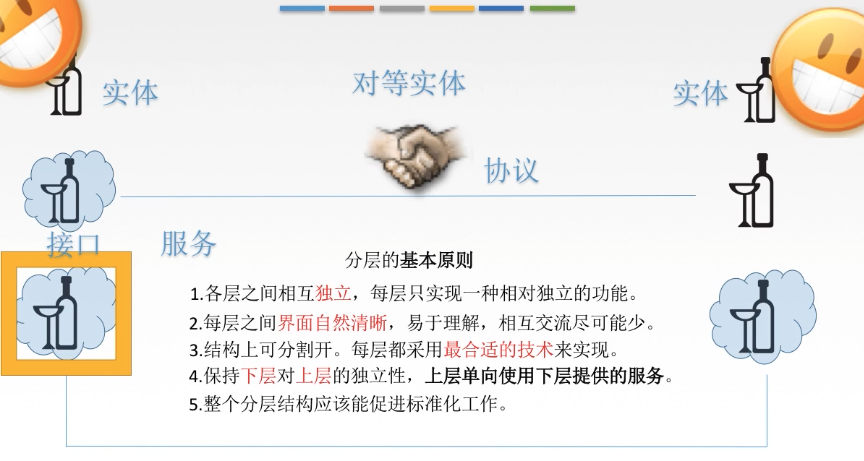 实体
对等实体
实体
协议
接口
服务
分层的基本原则
1.各层之间相互独立，每层只实现一种相对独立的功能。
2.每层之间界面自然清晰，易于理解，相互交流尽可能少。
3.结构上可分割开。每层都采用最合适的技术来实现。
4.保持下层对上层的独立性，上层单向使用下层提供的服务。
5.整个分层结构应该能促进标准化工作。